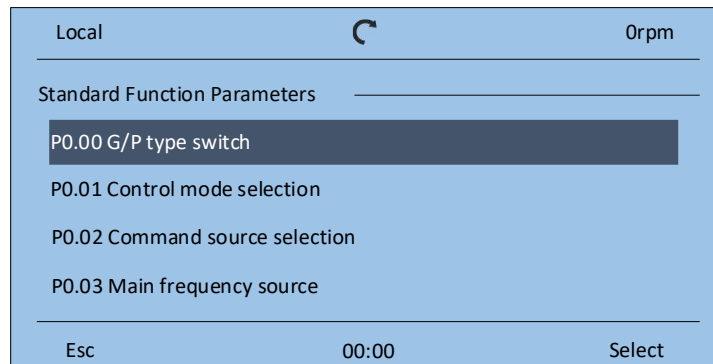 Local 0rpm
Standard Function Parameters
P0.00 G/P type switch
P0.01 Control mode selection
P0.02 Command source selection
P0.03 Main frequency source
Esc 00:00 Select